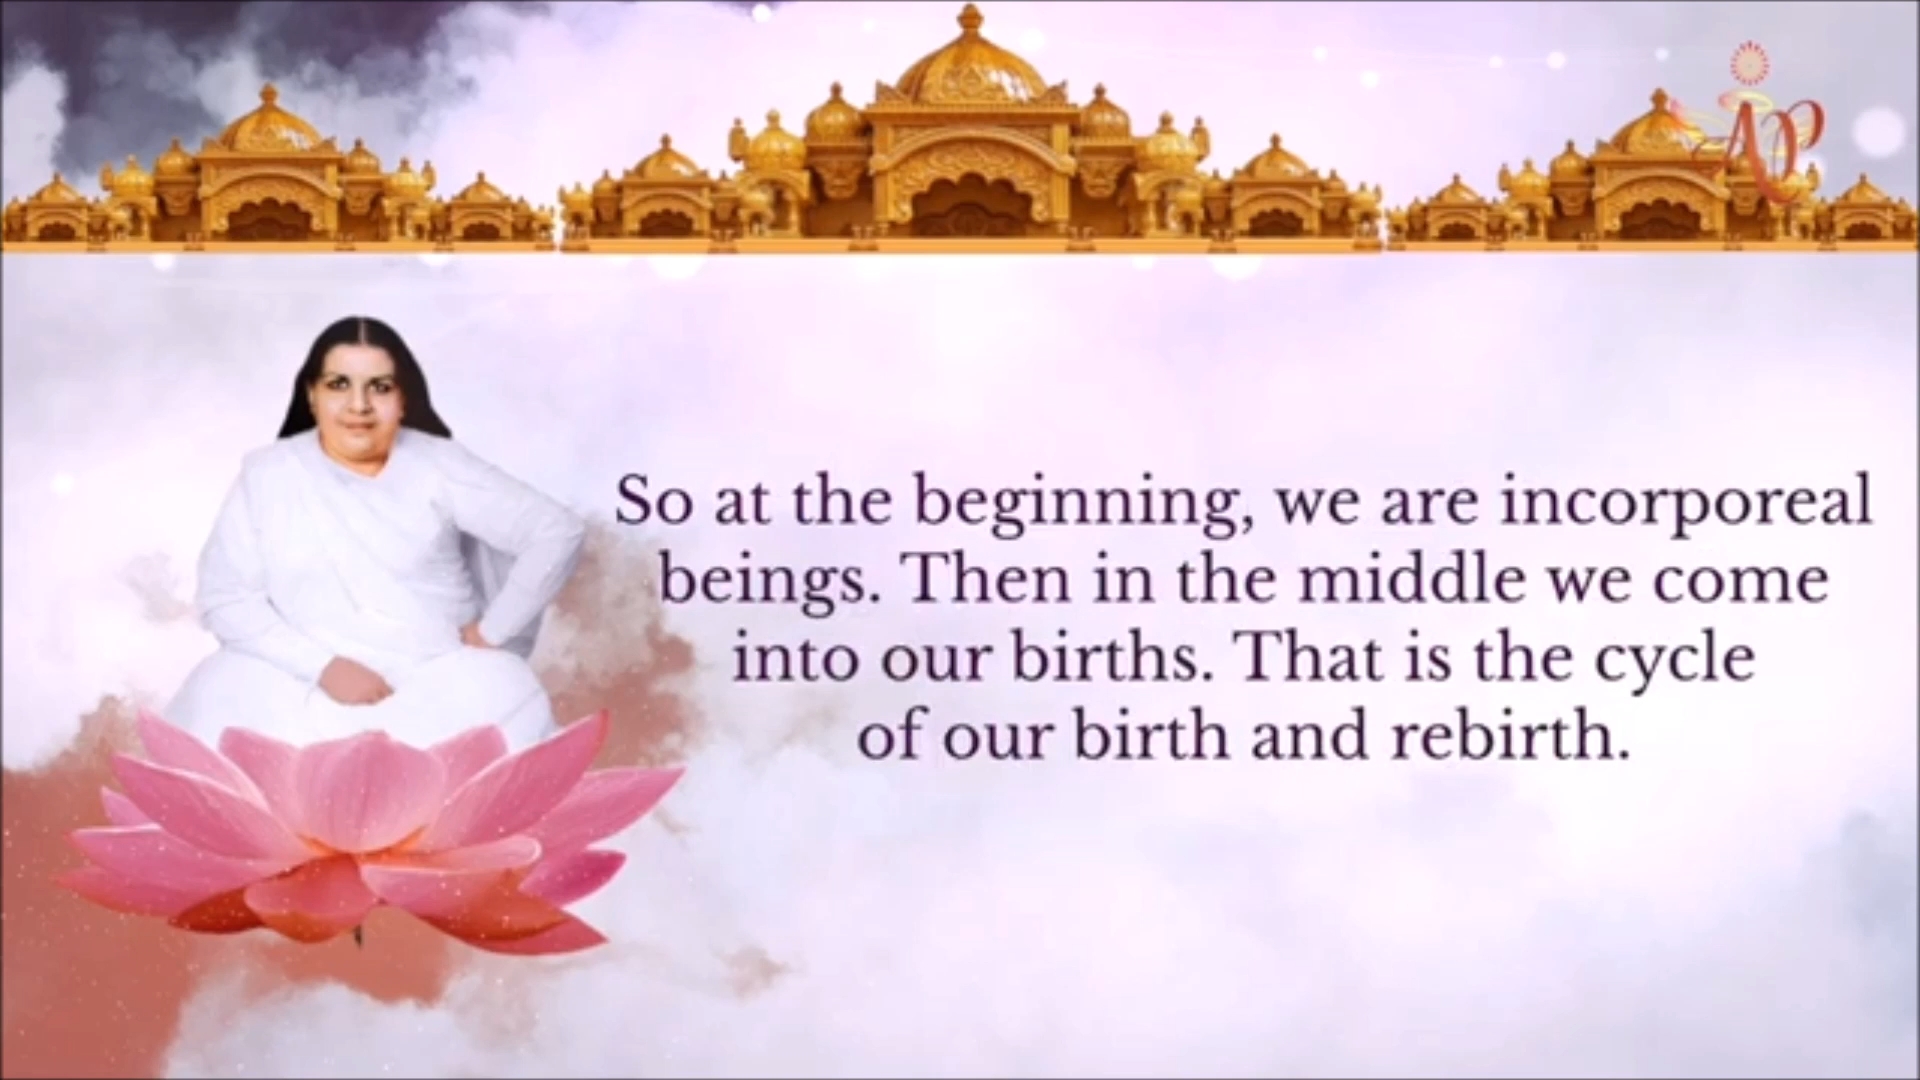 AP
So at the beginning, we are incorporeal
beings. Then in the middle we come
into our births. That is the cycle
of our birth and rebirth.